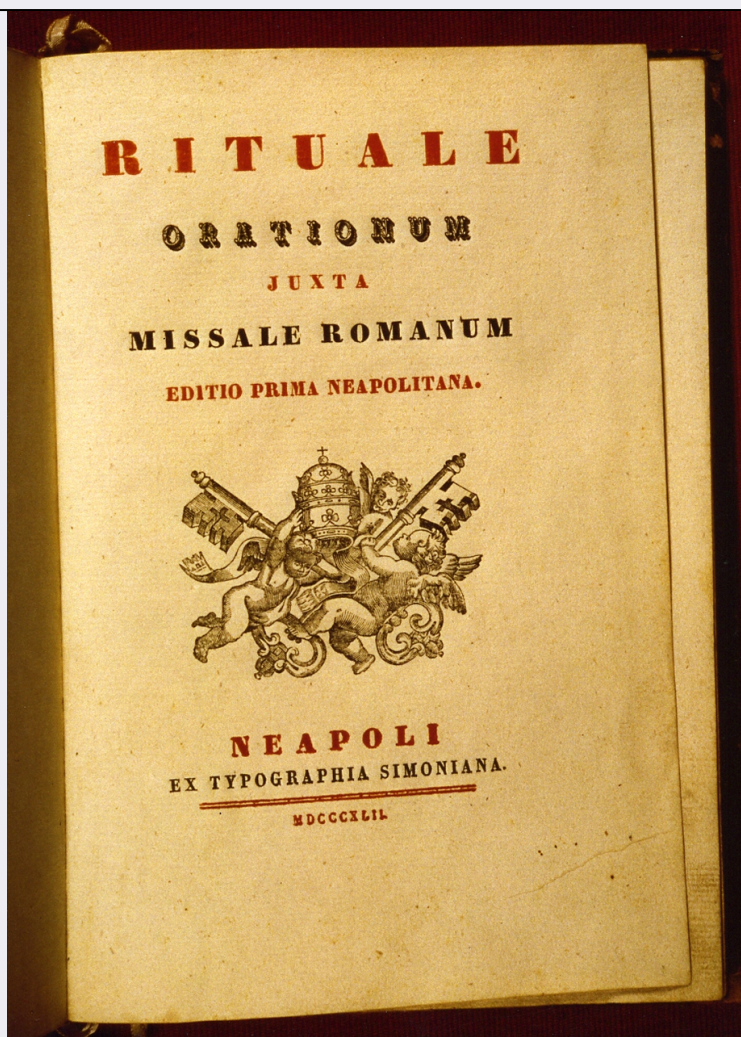 RITUALE
ORATIONUM
JUXTA
MISSALE ROMANUM
EDITIO PRIMA NEAPOLITANA.
NEAPOLI
EX TYPOGRAPHIA SIMONIANA.
MDCCCXLII.